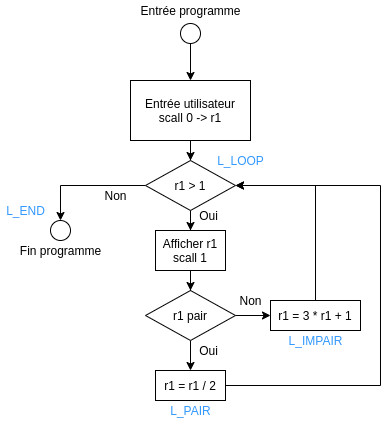 Entrée programme
Entrée utilisateur
scall 0 -> r1
L_LOOP
r1 > 1
Non
Oui
L_END
Fin programme
Afficher r1
scall 1
r1 pair
Non
r1 = 3 * r1 + 1
L_IMPAIR
Oui
r1 = r1 / 2
L_PAIR